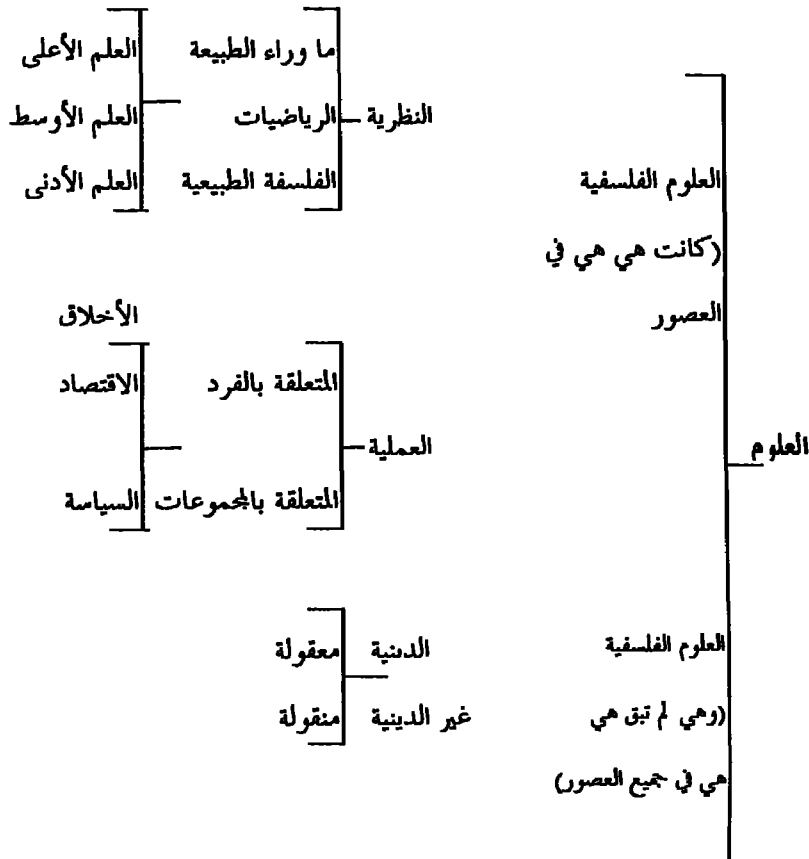 العلوم
العلوم الفلسفية
(كانت هي هي في
العصور
النظرية
ما وراء الطبيعة
الرياضيات
الفلسفة الطبيعية
العلم الأعلى
العلم الأوسط
العلم الأدنى
العملية
المتعلقة بالفرد
المتعلقة بالمجموعات
الأخلاق
الاقتصاد
السياسة
العلوم الفلسفية
(وهي لم تبق هي
هي في جميع العصور)
الدينية
معقولة
غير الدينية
منقولة